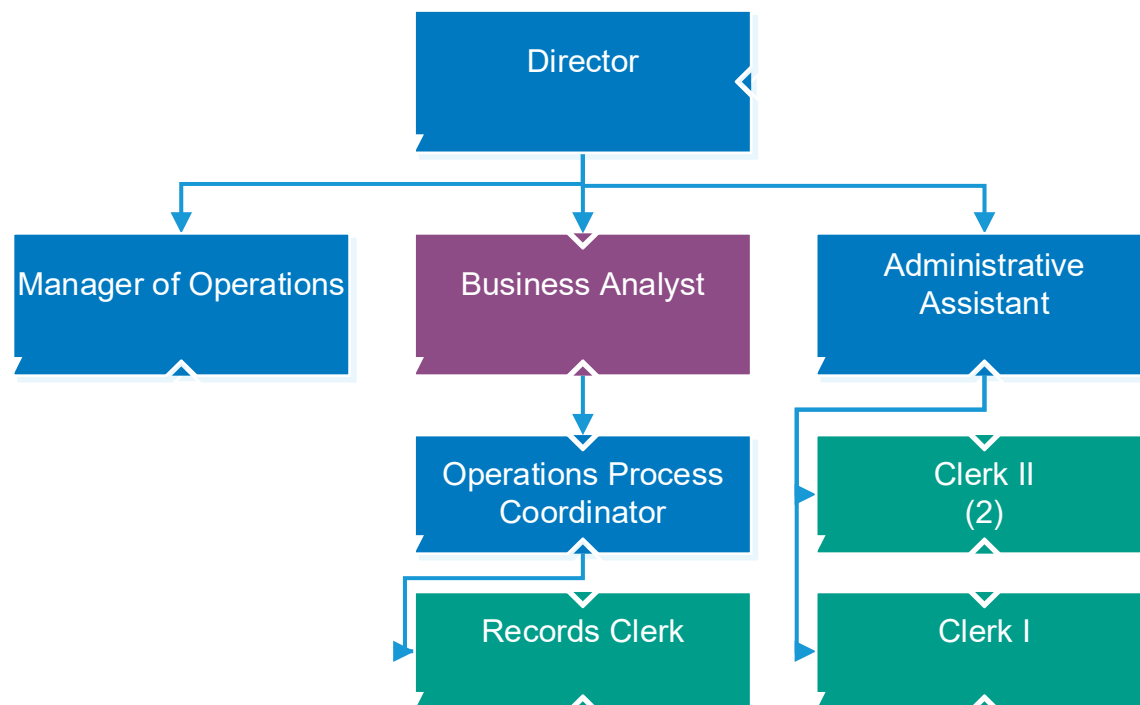 Director
Manager of Operations
Business Analyst
Administrative
Assistant
Operations Process
Coordinator
Clerk II
(2)
Records Clerk
Clerk I